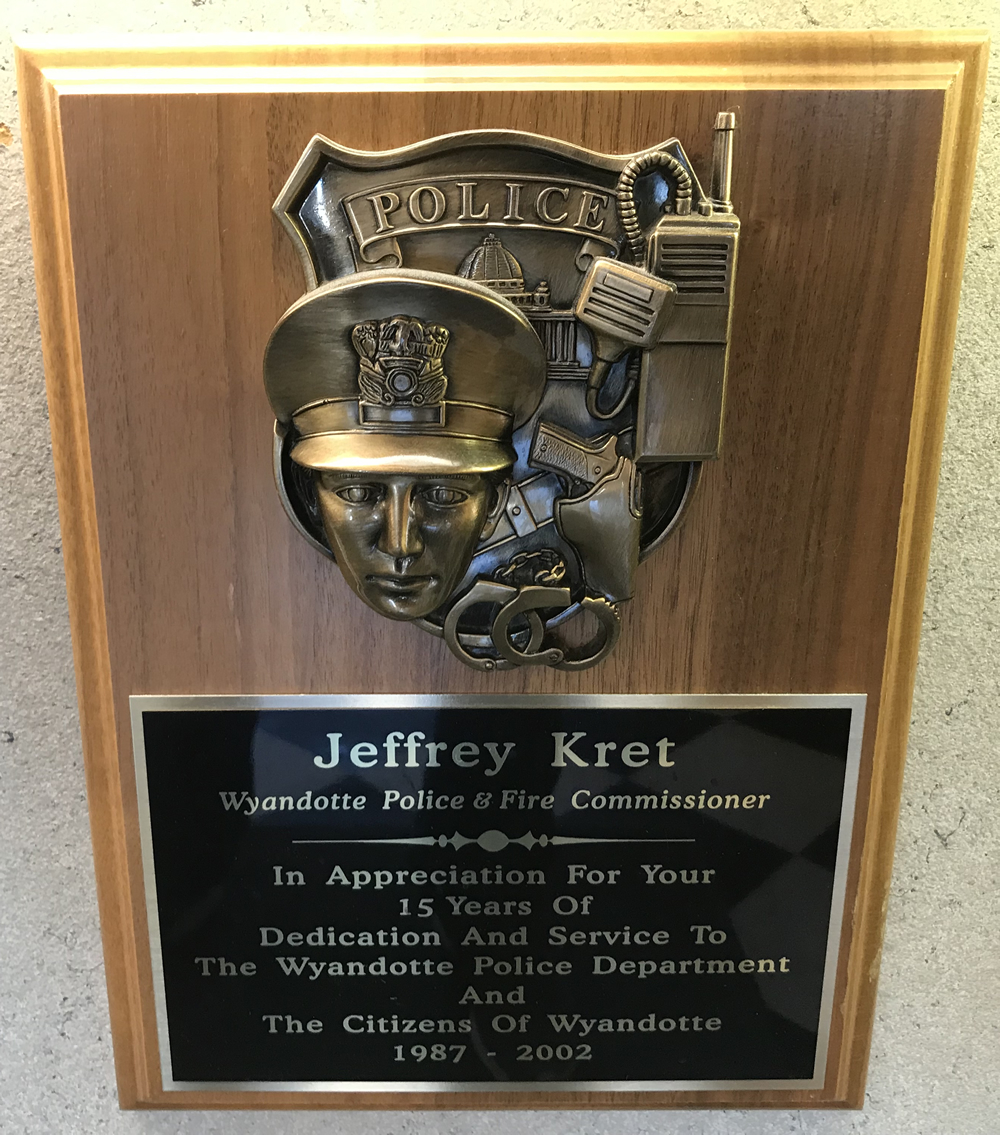 POLICE
Jeffrey Kret
Wyandotte Police & Fire Commissioner
In Appreciation For Your
15 Years Of
Dedication And Service To
The Wyandotte Police Department
And
The Citizens Of Wyandotte
1987 - 2002